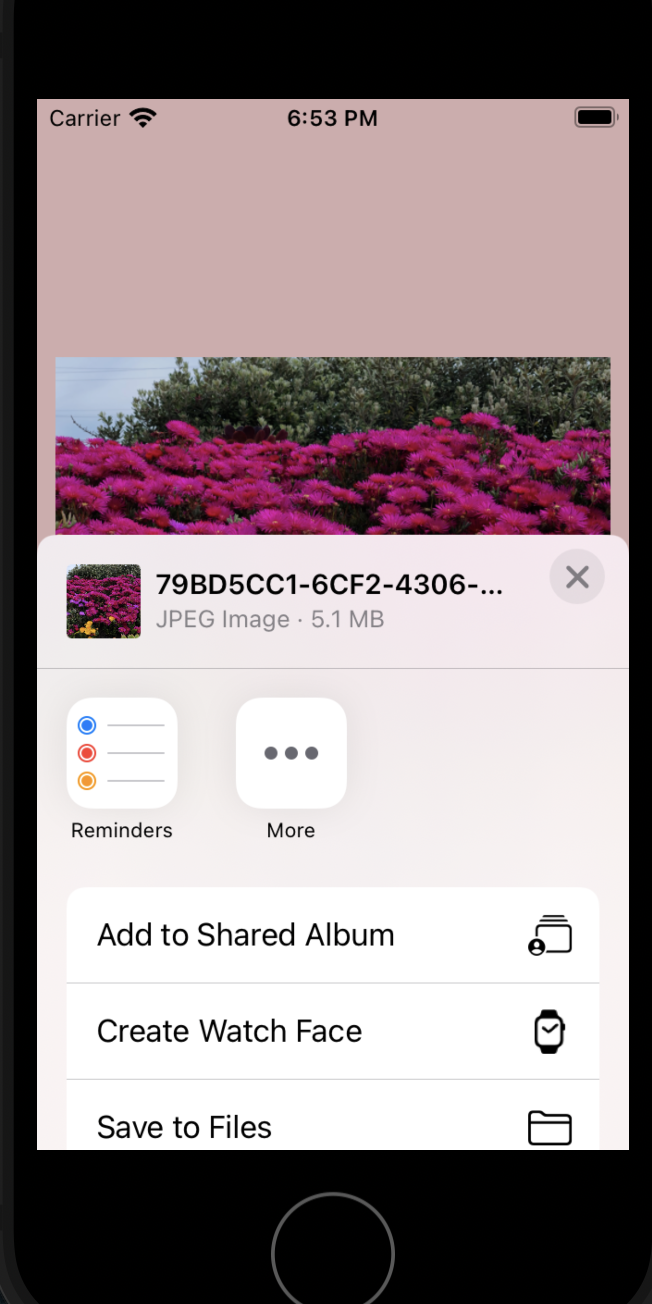 Carrier 6:53 PM
79BD5CC1-6CF2-4306-...
JPEG Image · 5.1 MB
Reminders More
Add to Shared Album
Create Watch Face
Save to Files